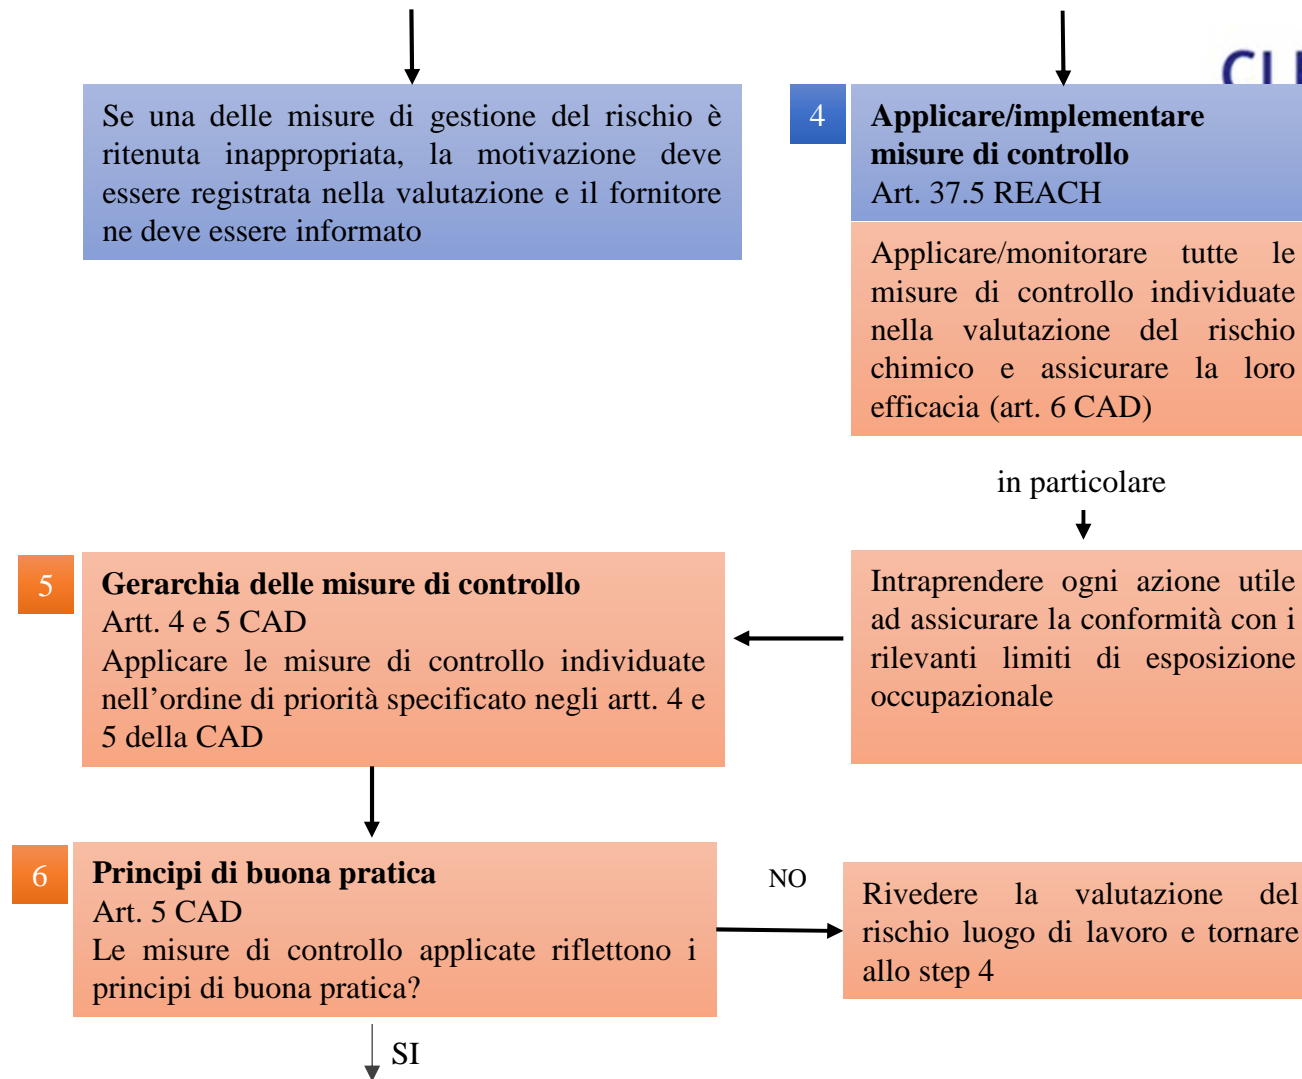 Se una delle misure di gestione del rischio è
ritenuta inappropriata, la motivazione deve
essere registrata nella valutazione e il fornitore
ne deve essere informato
4
Applicare/implementare
misure di controllo
Art. 37.5 REACH
Applicare/monitorare tutte le
misure di controllo individuate
nella valutazione del rischio
chimico e assicurare la loro
efficacia (art. 6 CAD)
in particolare
Intraprendere ogni azione utile
ad assicurare la conformità con i
rilevanti limiti di esposizione
occupazionale
5
Gerarchia delle misure di controllo
Artt. 4 e 5 CAD
Applicare le misure di controllo individuate
nell’ordine di priorità specificato negli artt. 4 e
5 della CAD
6
Principi di buona pratica
Art. 5 CAD
Le misure di controllo applicate riflettono i
principi di buona pratica?
NO
Rivedere la valutazione del
rischio luogo di lavoro e tornare
allo step 4
SI